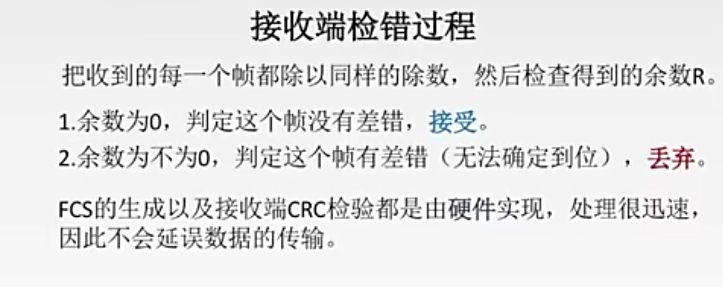 接收端检错过程
把收到的每一个帧都除以同样的除数，然后检查得到的余数R。
1.余数为0，判定这个帧没有差错，接受。
2.余数为不为0，判定这个帧有差错（无法确定到位），丢弃。
FCS的生成以及接收端CRC检验都是由硬件实现，处理很迅速，
因此不会延误数据的传输。